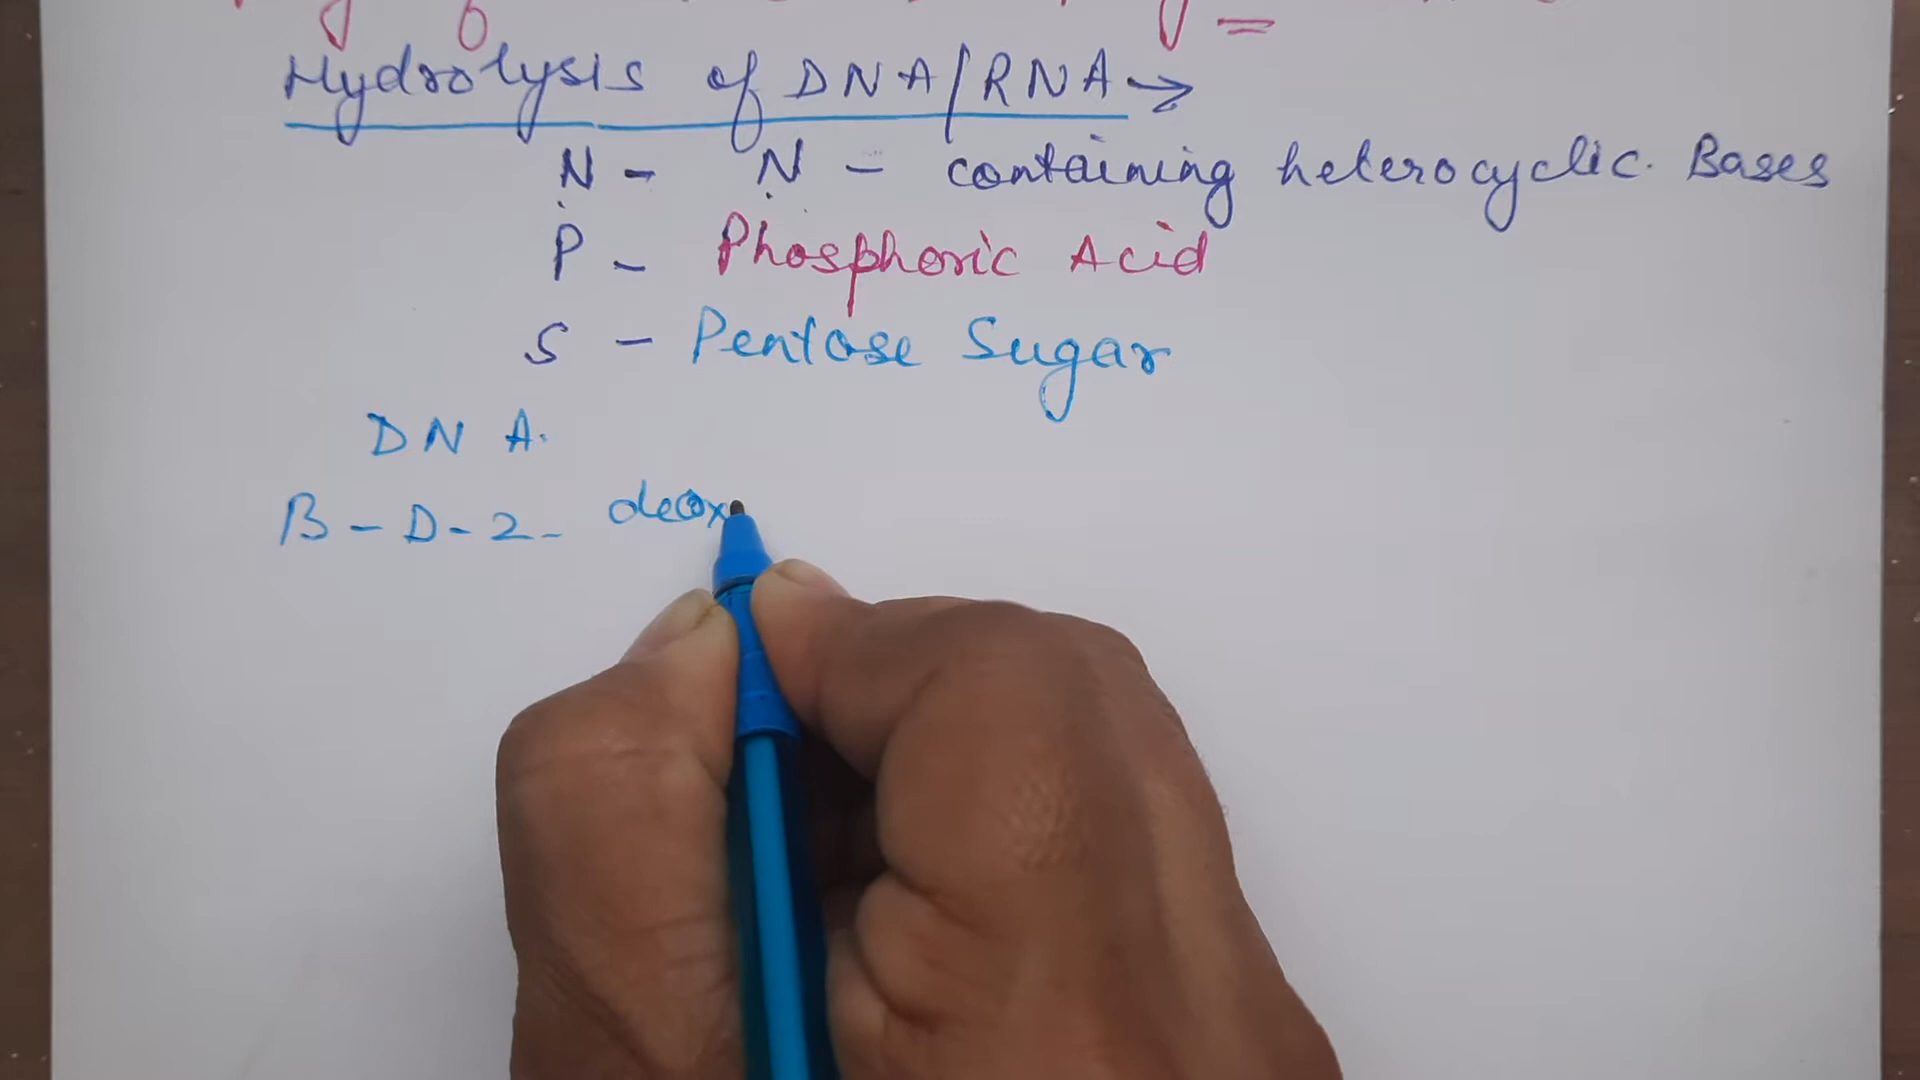 Hydrolysis of DNA/RNA →
N - N - containing heterocyclic. Bases
P - Phosphoric Acid
S - Pentose Sugar
DNA.
B - D - 2 - deox